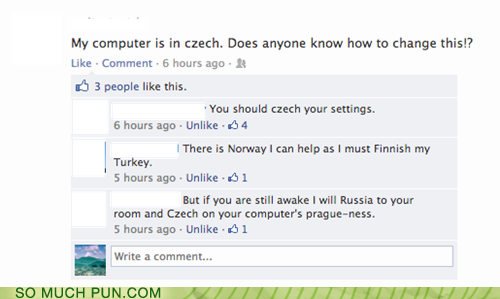 My computer is in czech. Does anyone know how to change this!?
Like · Comment · 6 hours ago ·
3 people like this.
You should czech your settings.
6 hours ago · Unlike · 4
There is Norway I can help as I must Finnish my
Turkey.
5 hours ago · Unlike · 1
But if you are still awake I will Russia to your
room and Czech on your computer's prague-ness.
5 hours ago · Unlike · 1
Write a comment...
SO MUCH PUN.COM